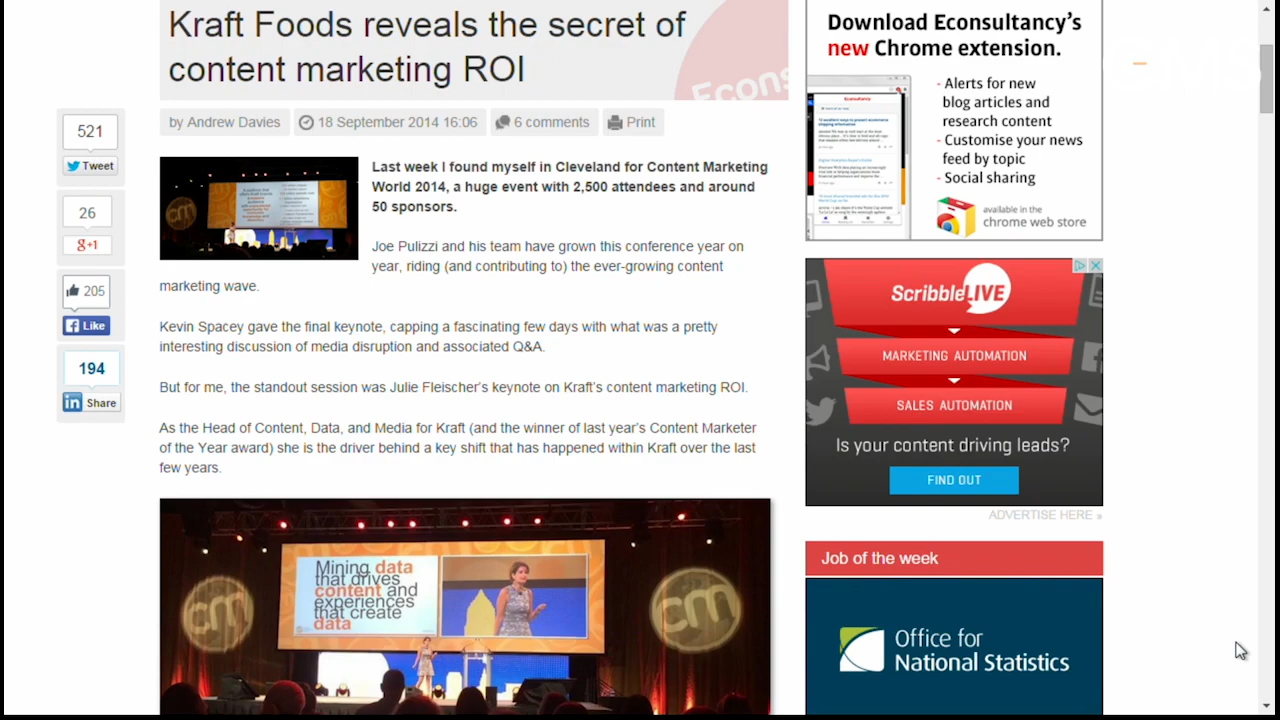 Kraft Foods reveals the secret of
content marketing ROI
Econs
by Andrew Davies
18 September 2014 16:06
6 comments
Print
521
Tweet
26
g+1
205
Like
194
in Share
Last week I found myself in Cleveland for Content Marketing
World 2014, a huge event with 2,500 attendees and around
50 sponsors.
Joe Pulizzi and his team have grown this conference year on
year, riding (and contributing to) the ever-growing content
marketing wave.
Kevin Spacey gave the final keynote, capping a fascinating few days with what was a pretty
interesting discussion of media disruption and associated Q&A.
But for me, the standout session was Julie Fleischer's keynote on Kraft's content marketing ROI.
As the Head of Content, Data, and Media for Kraft (and the winner of last year's Content Marketer
of the Year award) she is the driver behind a key shift that has happened within Kraft over the last
few years.
cm
Mining data
that drives
content and
experiences
that create
data
cm
Download Econsultancy's
new Chrome extension.
- Alerts for new
blog articles and
research content
- Customise your news
feed by topic
- Social sharing
Econsultancy
available in the
chrome web store
ScribbleLIVE
MARKETING AUTOMATION
SALES AUTOMATION
Is your content driving leads?
FIND OUT
ADVERTISE HERE »
Job of the week
Office for
National Statistics